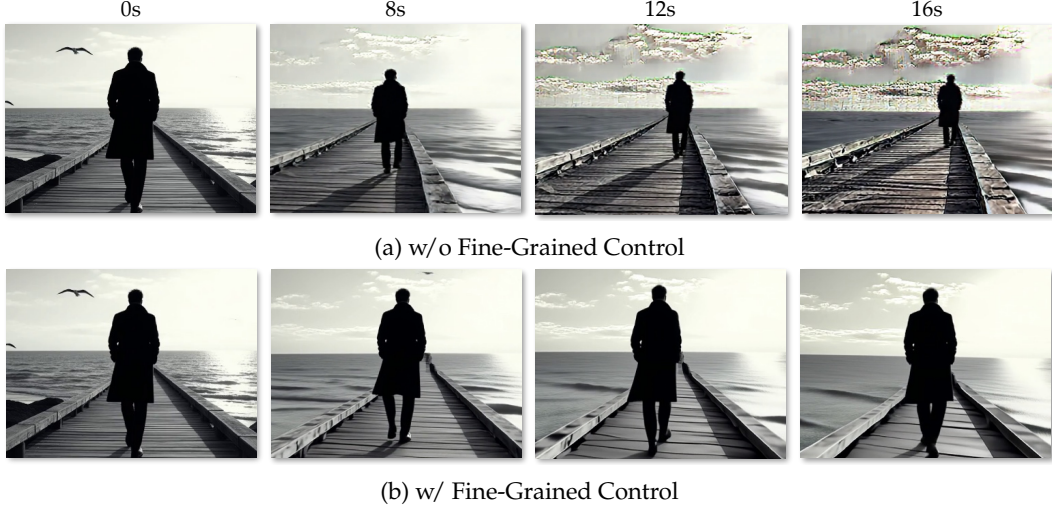 0s 8s 12s 16s
(a) w/o Fine-Grained Control
(b) w/ Fine-Grained Control